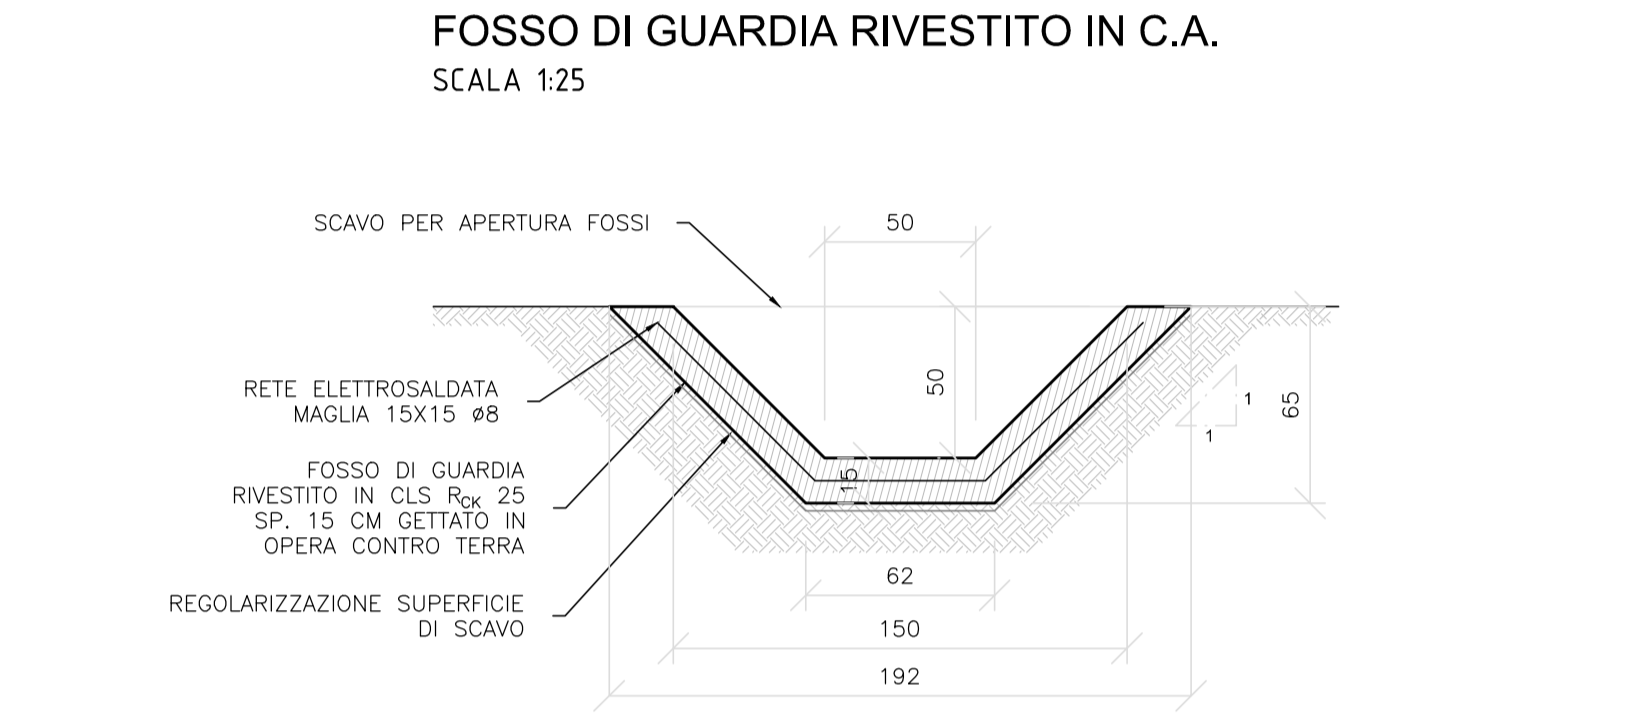 FOSSO DI GUARDIA RIVESTITO IN C.A.
SCALA 1:25
SCAVO PER APERTURA FOSSI
50
50
65
1
1
RETE ELETTROSALDATA
MAGLIA 15X15 ø8
15
FOSSO DI GUARDIA
RIVESTITO IN CLS RCK 25
SP. 15 CM GETTATO IN
OPERA CONTRO TERRA
REGOLARIZZAZIONE SUPERFICIE
DI SCAVO
62
150
192